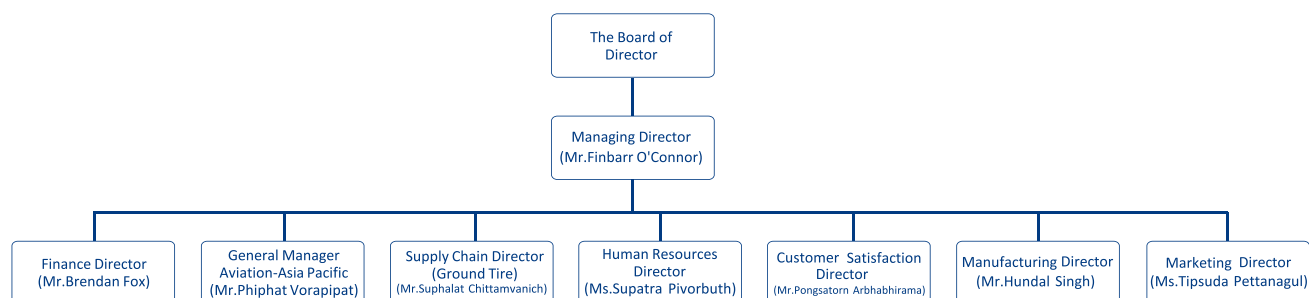 The Board of
Director
Managing Director
(Mr.Finbarr O'Connor)
Finance Director
(Mr.Brendan Fox)
General Manager
Aviation-Asia Pacific
(Mr.Phiphat Vorapipat)
Supply Chain Director
(Ground Tire)
(Mr.Suphalat Chittamvanich)
Human Resources
Director
(Ms.Supatra Pivorbuth)
Customer Satisfaction
Director
(Mr.Pongsatorn Arbhabhirama)
Manufacturing Director
(Mr.Hundal Singh)
Marketing Director
(Ms.Tipsuda Pettanagul)